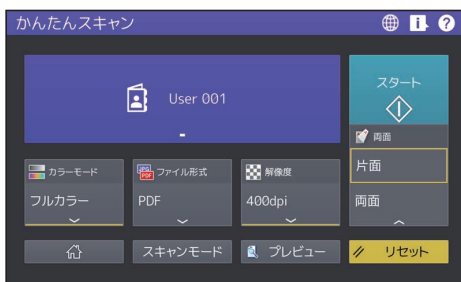 かんたんスキャン
User 001
スタート
両面
片面
両面
カラーモード
フルカラー
JPG
PDF
ファイル形式
PDF
解像度
400dpi
スキャンモード
プレビュー
リセット